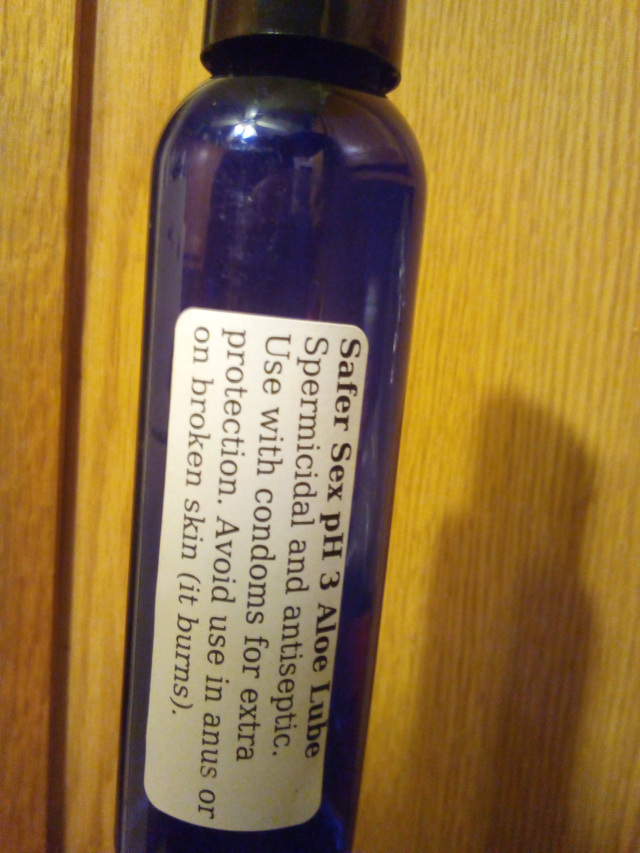 Safer Sex pH 3 Aloe Lube
Spermicidal and antiseptic.
Use with condoms for extra
protection. Avoid use in anus or
on broken skin (it burns).